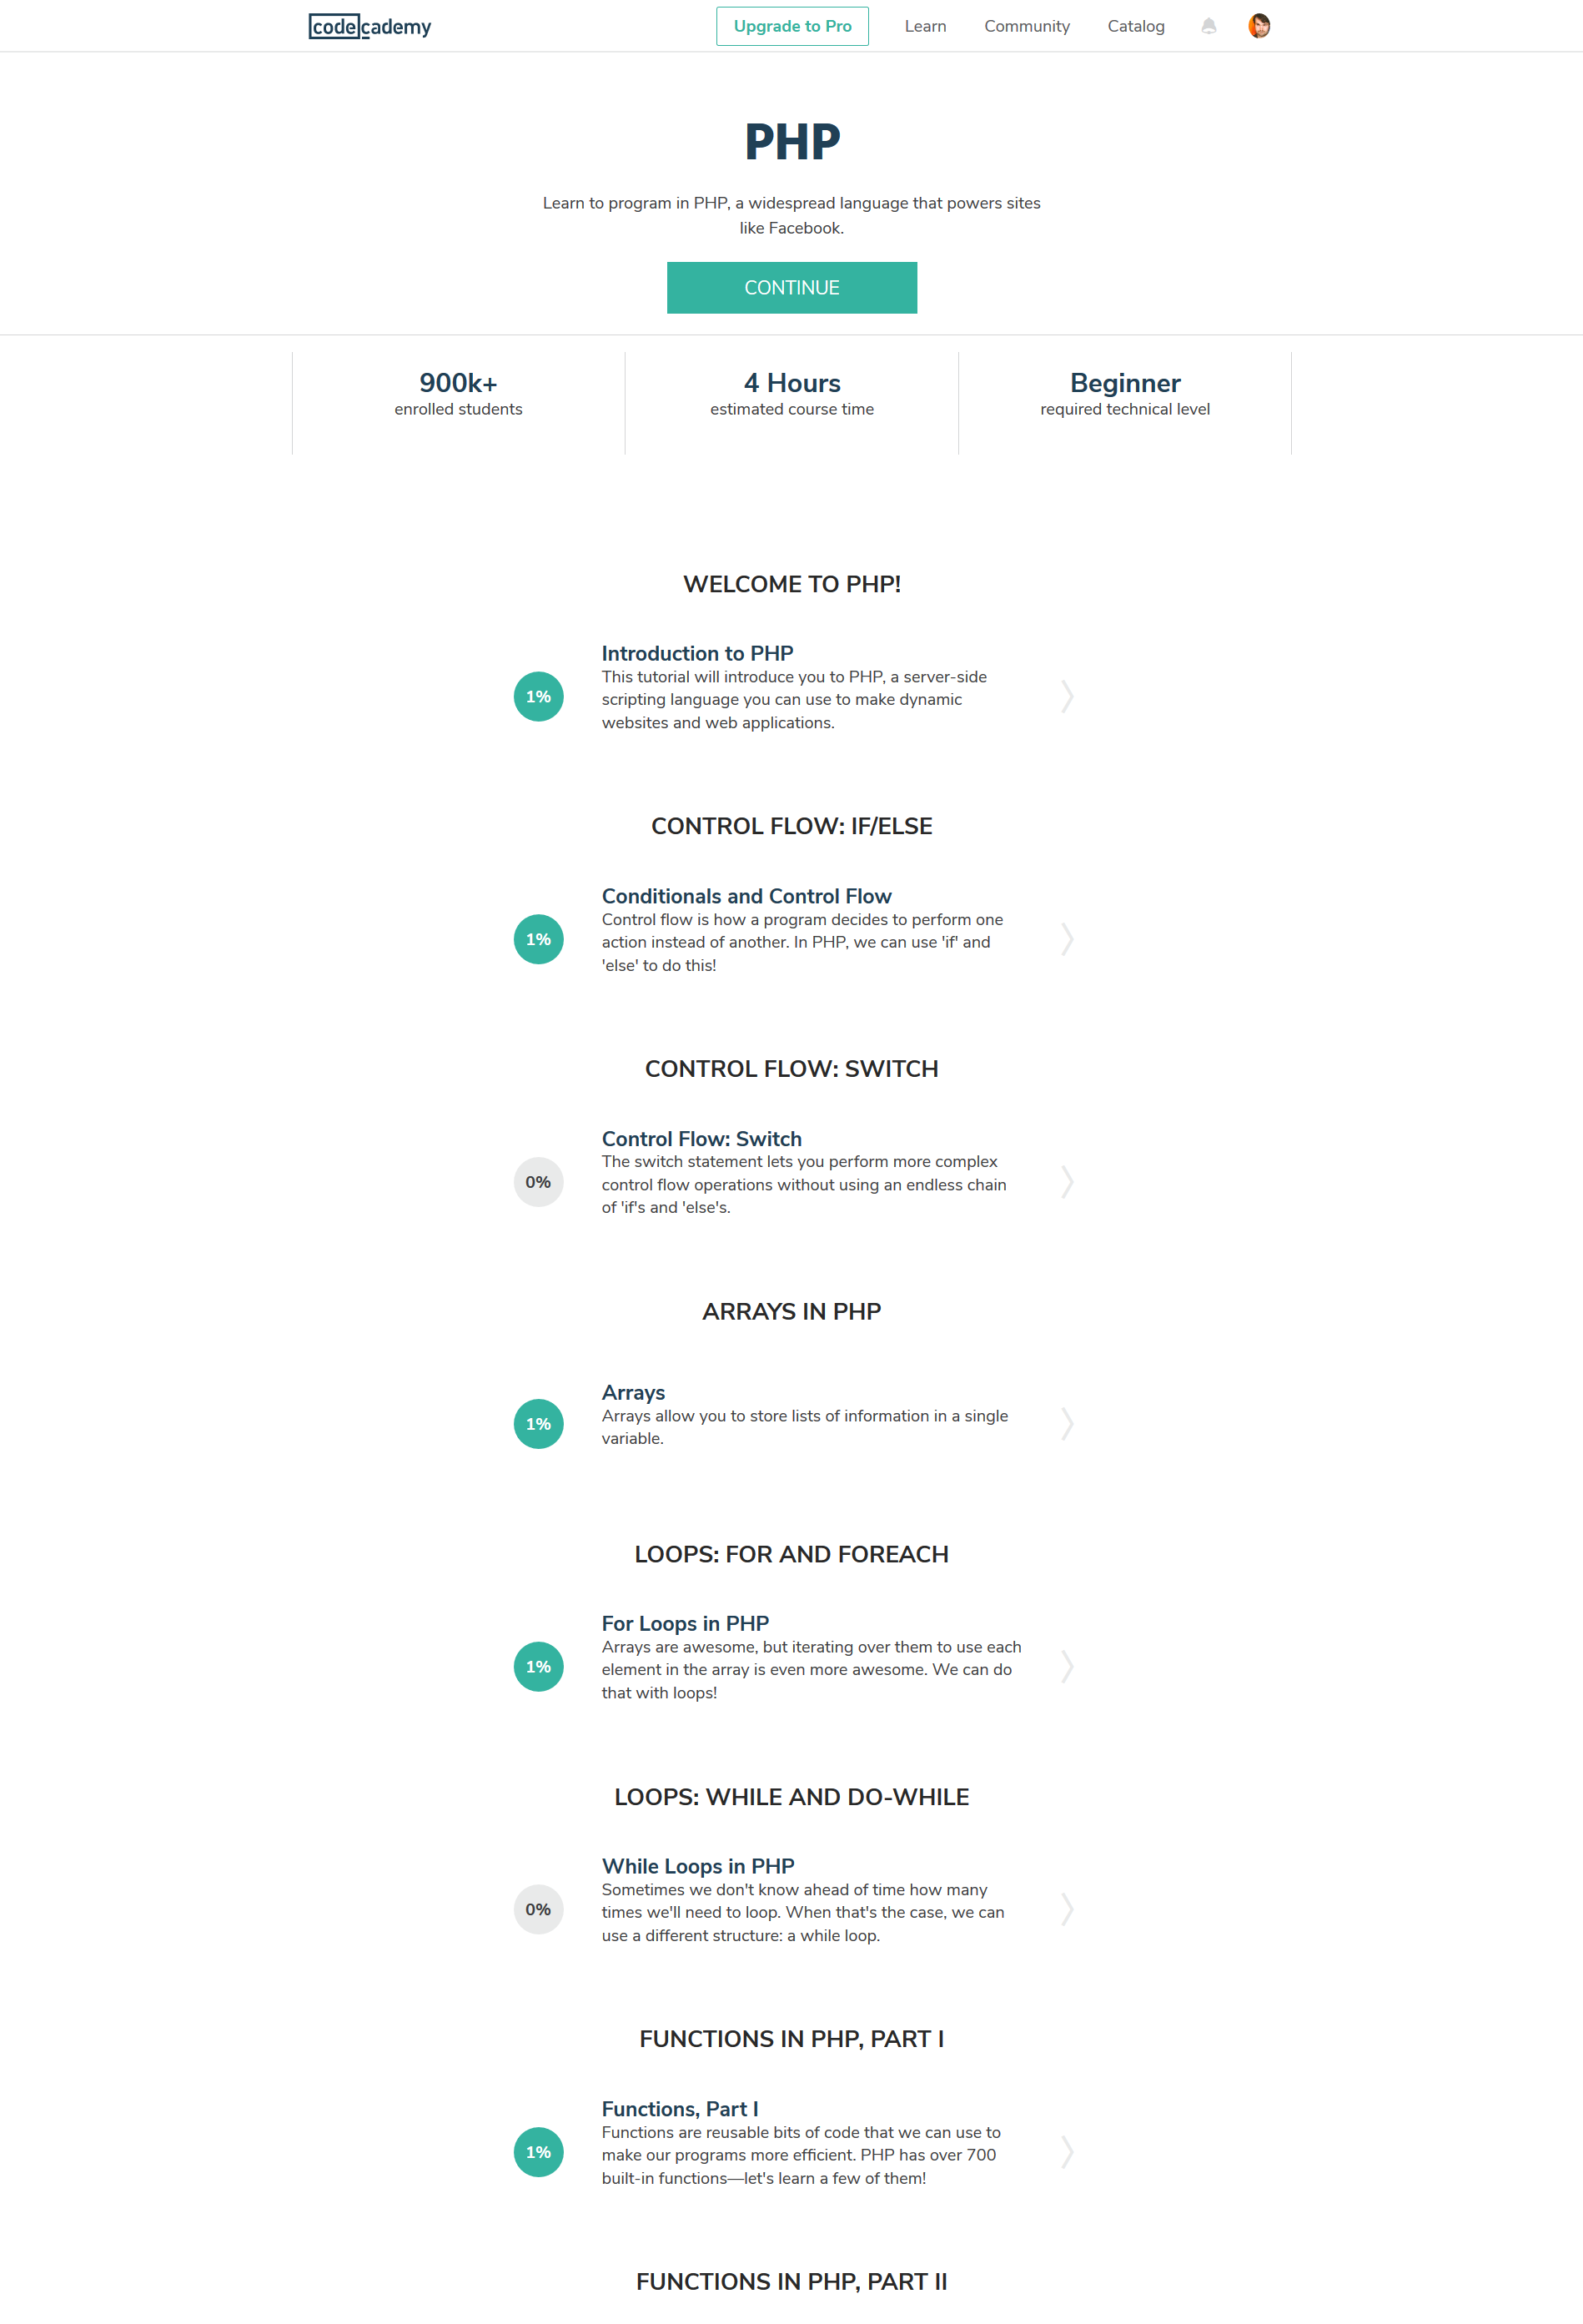 codecademy
Upgrade to Pro
Learn
Community
Catalog
PHP
Learn to program in PHP, a widespread language that powers sites
like Facebook.
CONTINUE
900k+
enrolled students
4 Hours
estimated course time
Beginner
required technical level
WELCOME TO PHP!
Introduction to PHP
1%
This tutorial will introduce you to PHP, a server-side
scripting language you can use to make dynamic
websites and web applications.
CONTROL FLOW: IF/ELSE
Conditionals and Control Flow
1%
Control flow is how a program decides to perform one
action instead of another. In PHP, we can use 'if' and
'else' to do this!
CONTROL FLOW: SWITCH
Control Flow: Switch
0%
The switch statement lets you perform more complex
control flow operations without using an endless chain
of 'if's and 'else's.
ARRAYS IN PHP
Arrays
1%
Arrays allow you to store lists of information in a single
variable.
LOOPS: FOR AND FOREACH
For Loops in PHP
1%
Arrays are awesome, but iterating over them to use each
element in the array is even more awesome. We can do
that with loops!
LOOPS: WHILE AND DO-WHILE
While Loops in PHP
0%
Sometimes we don't know ahead of time how many
times we'll need to loop. When that's the case, we can
use a different structure: a while loop.
FUNCTIONS IN PHP, PART I
Functions, Part I
1%
Functions are reusable bits of code that we can use to
make our programs more efficient. PHP has over 700
built-in functions—let's learn a few of them!
FUNCTIONS IN PHP, PART II